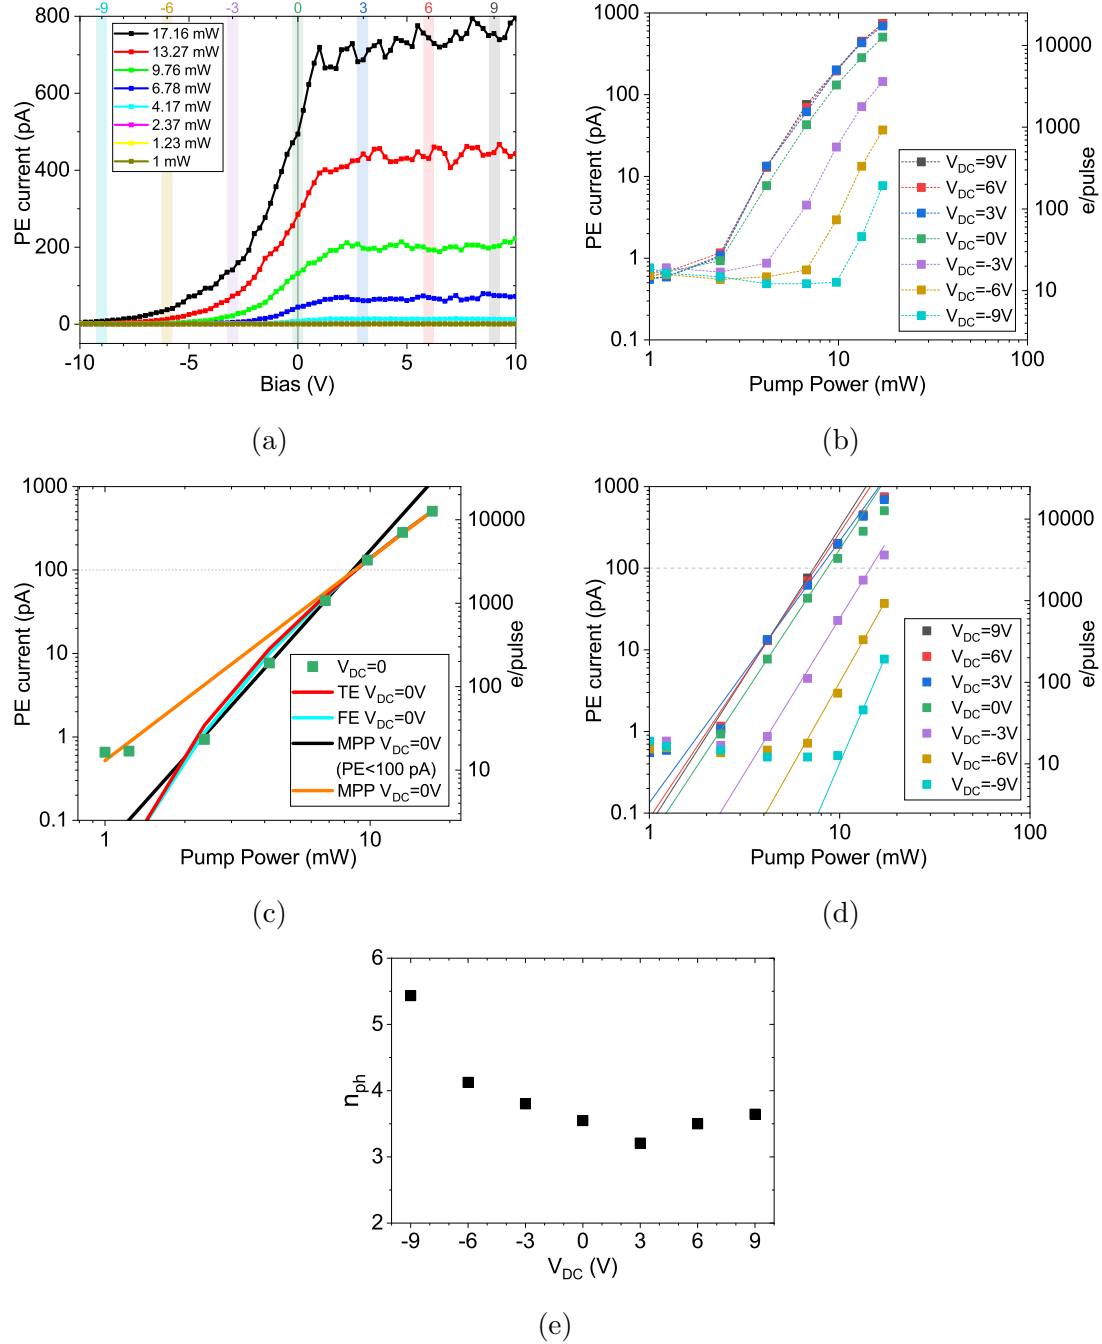 -9 -6 -3 0 3 6 9
800
600
400
200
0
PE current (pA)
17.16 mW
13.27 mW
9.76 mW
6.78 mW
4.17 mW
2.37 mW
1.23 mW
1 mW
-10 -5 0 5 10
Bias (V)
(a)
1000
100
10
1
0.1
PE current (pA)
10000
1000
100
10
e/pulse
V_DC=9V
V_DC=6V
V_DC=3V
V_DC=0V
V_DC=-3V
V_DC=-6V
V_DC=-9V
1 10 100
Pump Power (mW)
(b)
1000
100
10
1
0.1
PE current (pA)
10000
1000
100
10
e/pulse
V_DC=0
TE V_DC=0V
FE V_DC=0V
MPP V_DC=0V
(PE<100 pA)
MPP V_DC=0V
1 10
Pump Power (mW)
(c)
1000
100
10
1
0.1
PE current (pA)
10000
1000
100
10
e/pulse
V_DC=9V
V_DC=6V
V_DC=3V
V_DC=0V
V_DC=-3V
V_DC=-6V
V_DC=-9V
1 10 100
Pump Power (mW)
(d)
6
5
4
3
2
n_ph
-9 -6 -3 0 3 6 9
V_DC (V)
(e)